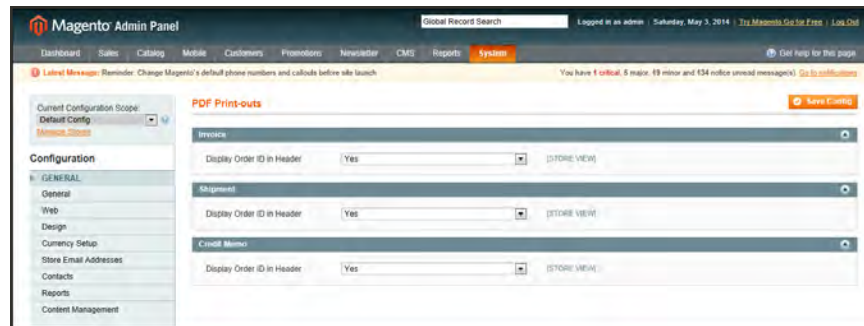 Magento Admin Panel
Global Record Search
Logged in as admin | Saturday, May 3, 2014 | Try Magento Go for Free | Log Out
Dashboard Sales Catalog Mobile Customers Promotions Newsletter CMS Reports System
Get help for this page
Latest Message: Reminder: Change Magento's default phone numbers and callouts before site launch
You have 1 critical, 5 major, 19 minor and 134 notice unread message(s). Go to notifications
Current Configuration Scope:
Default Config
Manage Stores
Configuration
GENERAL
General
Web
Design
Currency Setup
Store Email Addresses
Contacts
Reports
Content Management
PDF Print-outs
Save Config
Invoice
Display Order ID in Header Yes [STORE VIEW]
Shipment
Display Order ID in Header Yes [STORE VIEW]
Credit Memo
Display Order ID in Header Yes [STORE VIEW]